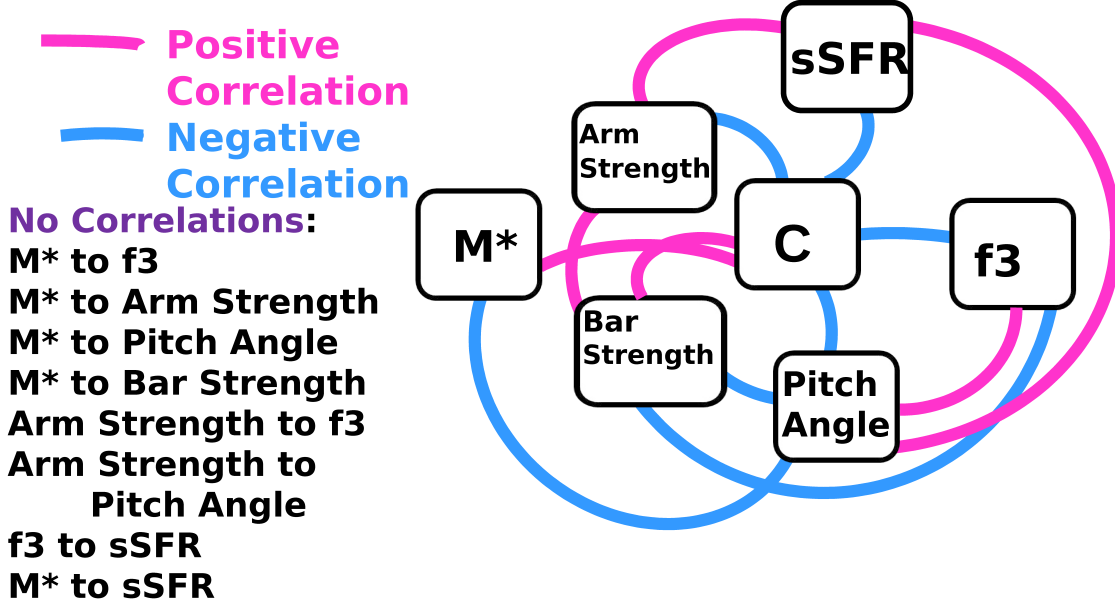 Positive
Correlation
Negative
Correlation
No Correlations:
M* to f3
M* to Arm Strength
M* to Pitch Angle
M* to Bar Strength
Arm Strength to f3
Arm Strength to
Pitch Angle
f3 to sSFR
M* to sSFR
sSFR
Arm
Strength
M*
C
f3
Bar
Strength
Pitch
Angle